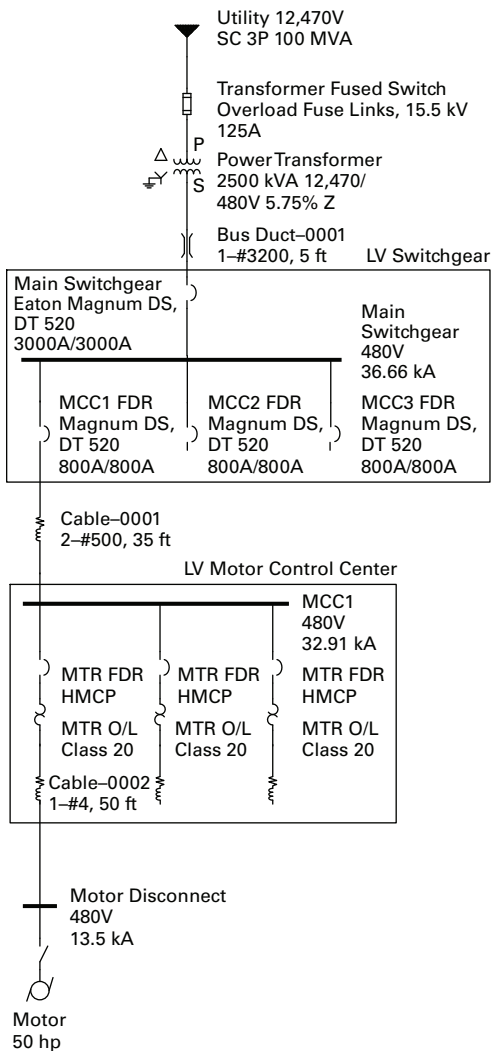 Utility 12,470V
SC 3P 100 MVA
Transformer Fused Switch
Overload Fuse Links, 15.5 kV
125A
P
S
Power Transformer
2500 kVA 12,470/
480V 5.75% Z
Bus Duct–0001
1–#3200, 5 ft
LV Switchgear
Main Switchgear
Eaton Magnum DS,
DT 520
3000A/3000A
Main
Switchgear
480V
36.66 kA
MCC1 FDR
Magnum DS,
DT 520
800A/800A
MCC2 FDR
Magnum DS,
DT 520
800A/800A
MCC3 FDR
Magnum DS,
DT 520
800A/800A
Cable–0001
2–#500, 35 ft
LV Motor Control Center
MCC1
480V
32.91 kA
MTR FDR
HMCP
MTR O/L
Class 20
MTR FDR
HMCP
MTR O/L
Class 20
MTR FDR
HMCP
MTR O/L
Class 20
Cable–0002
1–#4, 50 ft
Motor Disconnect
480V
13.5 kA
Motor
50 hp